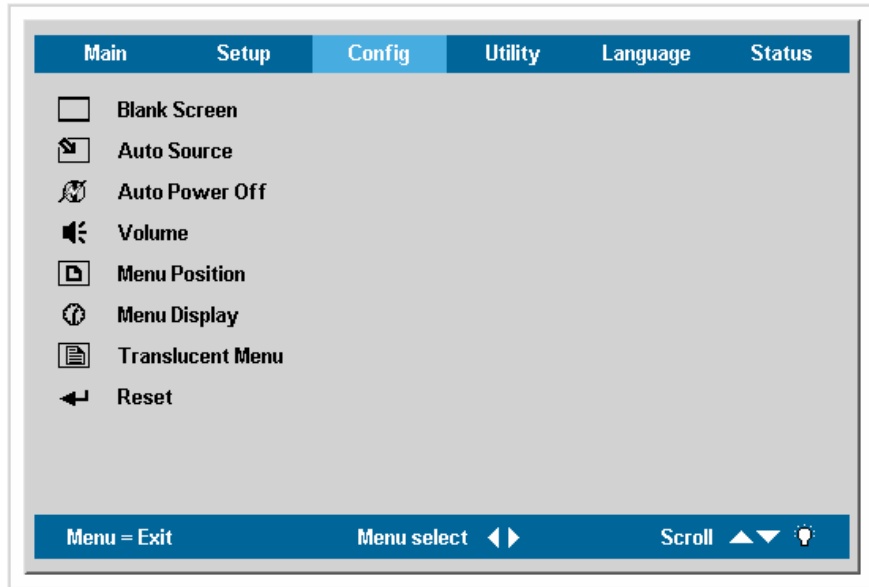 Main Setup Config Utility Language Status
Blank Screen
Auto Source
Auto Power Off
Volume
Menu Position
Menu Display
Translucent Menu
Reset
Menu = Exit Menu select Scroll